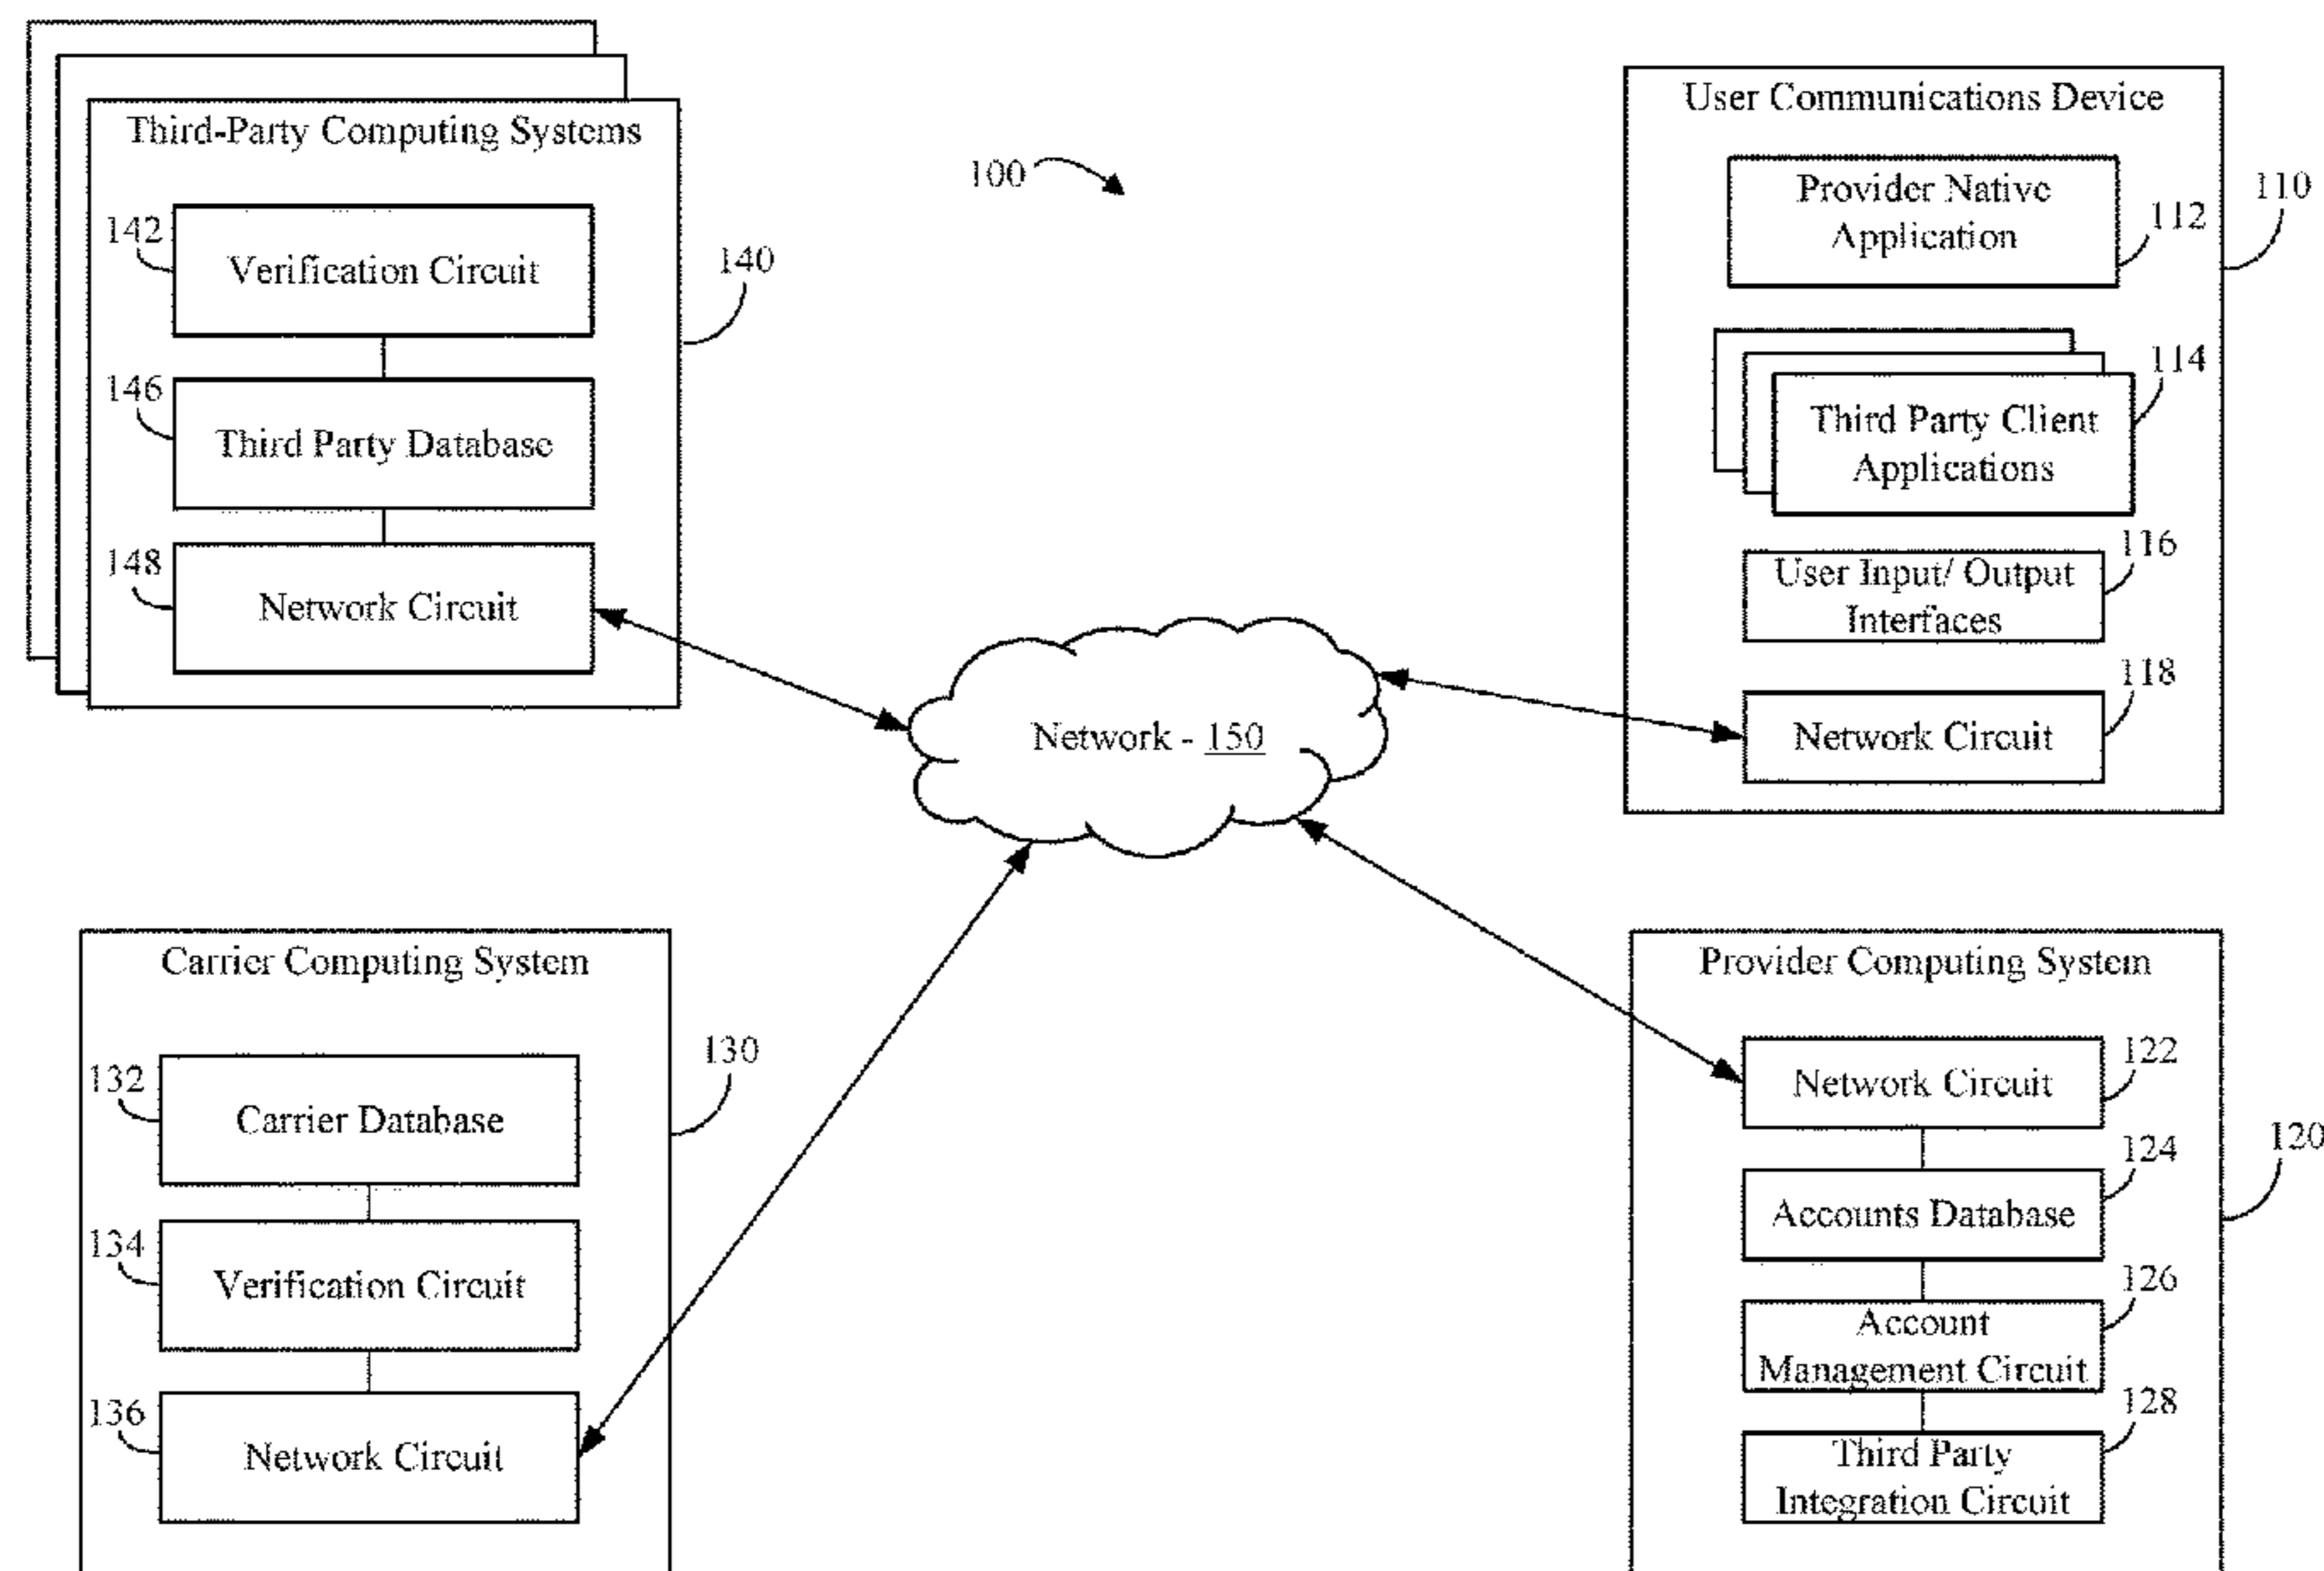 Third-Party Computing Systems
142
Verification Circuit
140
146
Third Party Database
148
Network Circuit
100
User Communications Device
110
Provider Native
Application
112
114
Third Party Client
Applications
116
User Input/ Output
Interfaces
118
Network Circuit
Network - 150
Carrier Computing System
130
132
Carrier Database
134
Verification Circuit
136
Network Circuit
Provider Computing System
122
Network Circuit
120
124
Accounts Database
126
Account
Management Circuit
128
Third Party
Integration Circuit